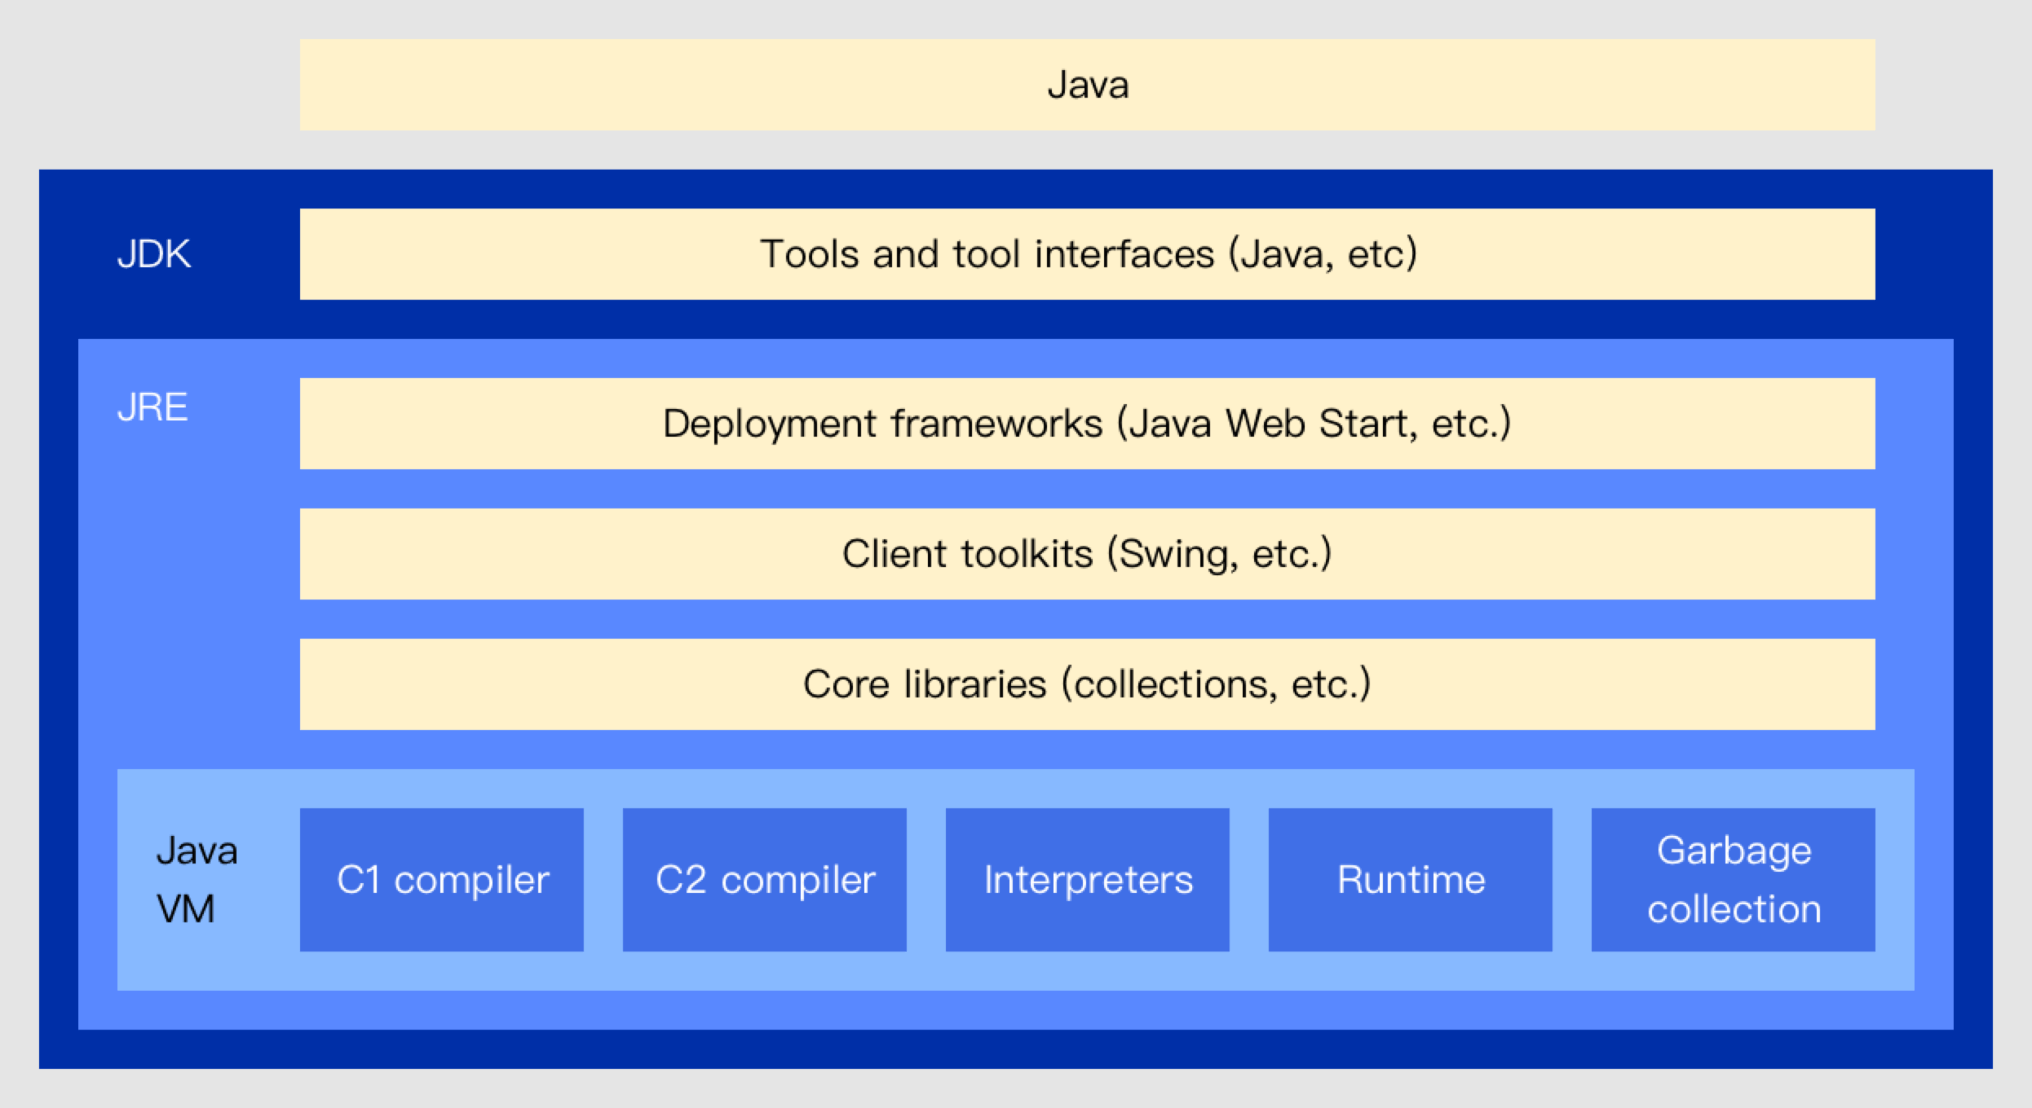 Java
JDK
Tools and tool interfaces (Java, etc)
JRE
Deployment frameworks (Java Web Start, etc.)
Client toolkits (Swing, etc.)
Core libraries (collections, etc.)
Java
VM
C1 compiler
C2 compiler
Interpreters
Runtime
Garbage
collection